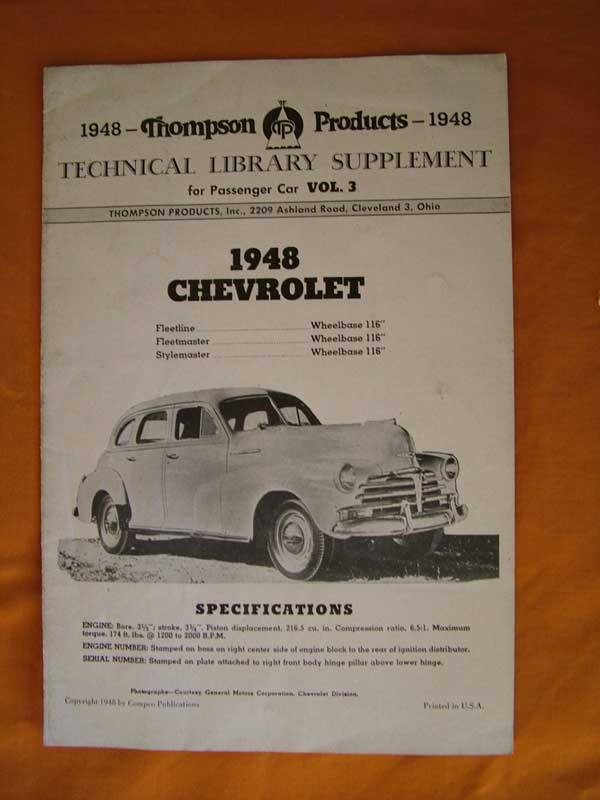 1948 – Thompson TP Products – 1948
TECHNICAL LIBRARY SUPPLEMENT
for Passenger Car VOL. 3
THOMPSON PRODUCTS, Inc., 2209 Ashland Road, Cleveland 3, Ohio
1948
CHEVROLET
Fleetline Wheelbase 116"
Fleetmaster Wheelbase 116"
Stylemaster Wheelbase 116"
SPECIFICATIONS
ENGINE: Bore, 3½"; stroke, 3¾". Piston displacement, 216.5 cu. in. Compression ratio, 6.5:1. Maximum
torque, 174 ft. lbs. @ 1200 to 2000 R.P.M.
ENGINE NUMBER: Stamped on boss on right center side of engine block to the rear of ignition distributor.
SERIAL NUMBER: Stamped on plate attached to right front body hinge pillar above lower hinge.
Photographs—Courtesy General Motors Corporation, Chevrolet Division.
Copyright 1948 by Compco Publications
Printed in U.S.A.